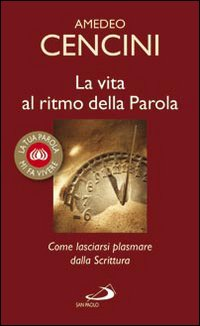 AMEDEO
CENCINI
La vita
al ritmo della Parola
LA TUA PAROLA
MI FA VIVERE
Come lasciarsi plasmare
dalla Scrittura
SAN PAOLO